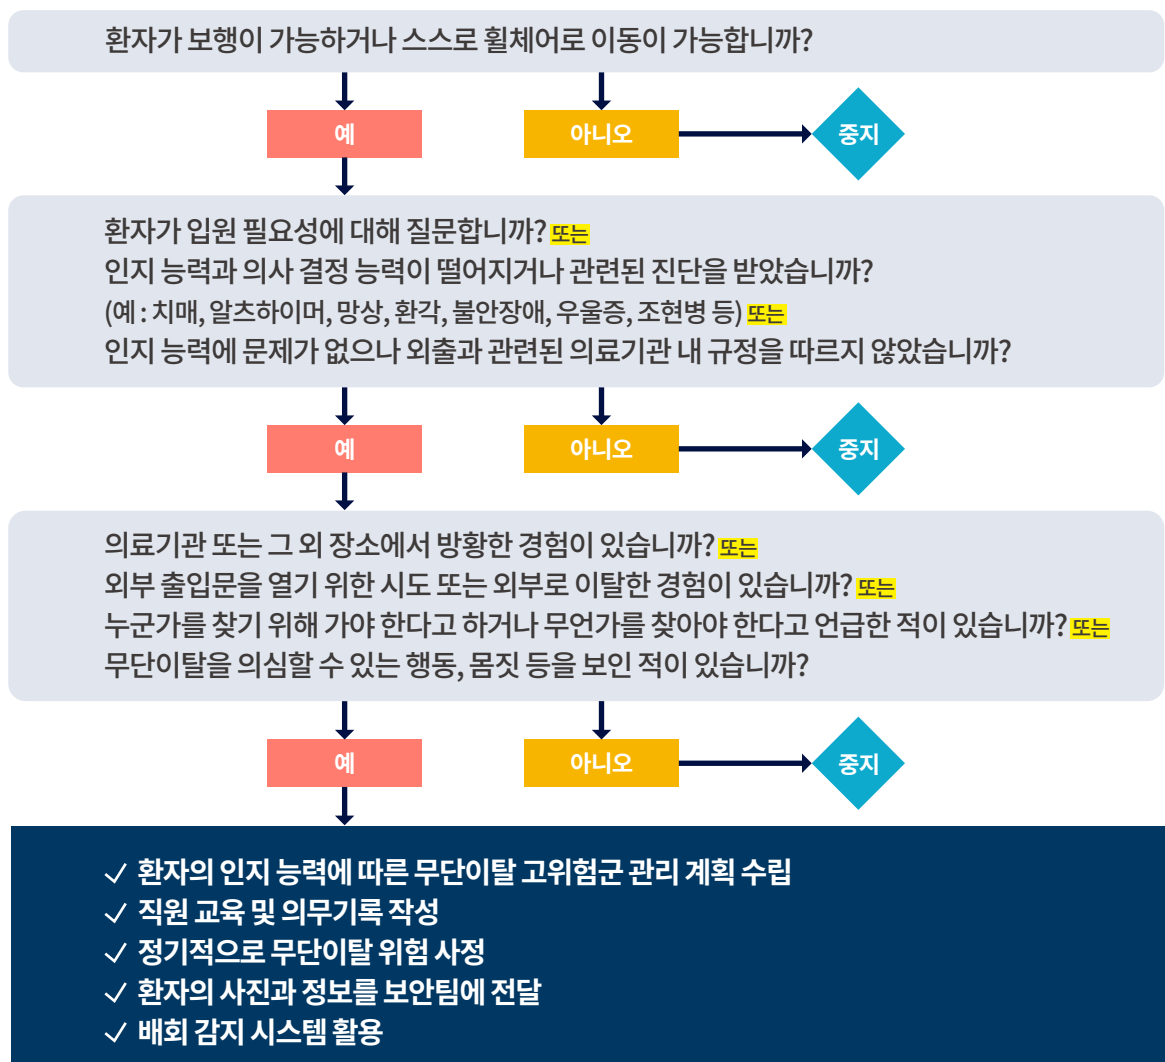 환자가 보행이 가능하거나 스스로 휠체어로 이동이 가능합니까?
예
아니오
중지
환자가 입원 필요성에 대해 질문합니까? 또는
인지 능력과 의사 결정 능력이 떨어지거나 관련된 진단을 받았습니까?
(예 : 치매, 알츠하이머, 망상, 환각, 불안장애, 우울증, 조현병 등) 또는
인지 능력에 문제가 없으나 외출과 관련된 의료기관 내 규정을 따르지 않았습니까?
예
아니오
중지
의료기관 또는 그 외 장소에서 방황한 경험이 있습니까? 또는
외부 출입문을 열기 위한 시도 또는 외부로 이탈한 경험이 있습니까? 또는
누군가를 찾기 위해 가야 한다고 하거나 무언가를 찾아야 한다고 언급한 적이 있습니까? 또는
무단이탈을 의심할 수 있는 행동, 몸짓 등을 보인 적이 있습니까?
예
아니오
중지
✓ 환자의 인지 능력에 따른 무단이탈 고위험군 관리 계획 수립
✓ 직원 교육 및 의무기록 작성
✓ 정기적으로 무단이탈 위험 사정
✓ 환자의 사진과 정보를 보안팀에 전달
✓ 배회 감지 시스템 활용